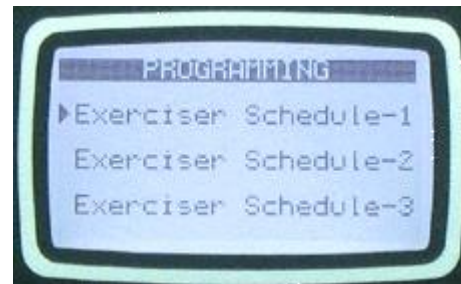 PROGRAMMING
Exerciser Schedule-1
Exerciser Schedule-2
Exerciser Schedule-3